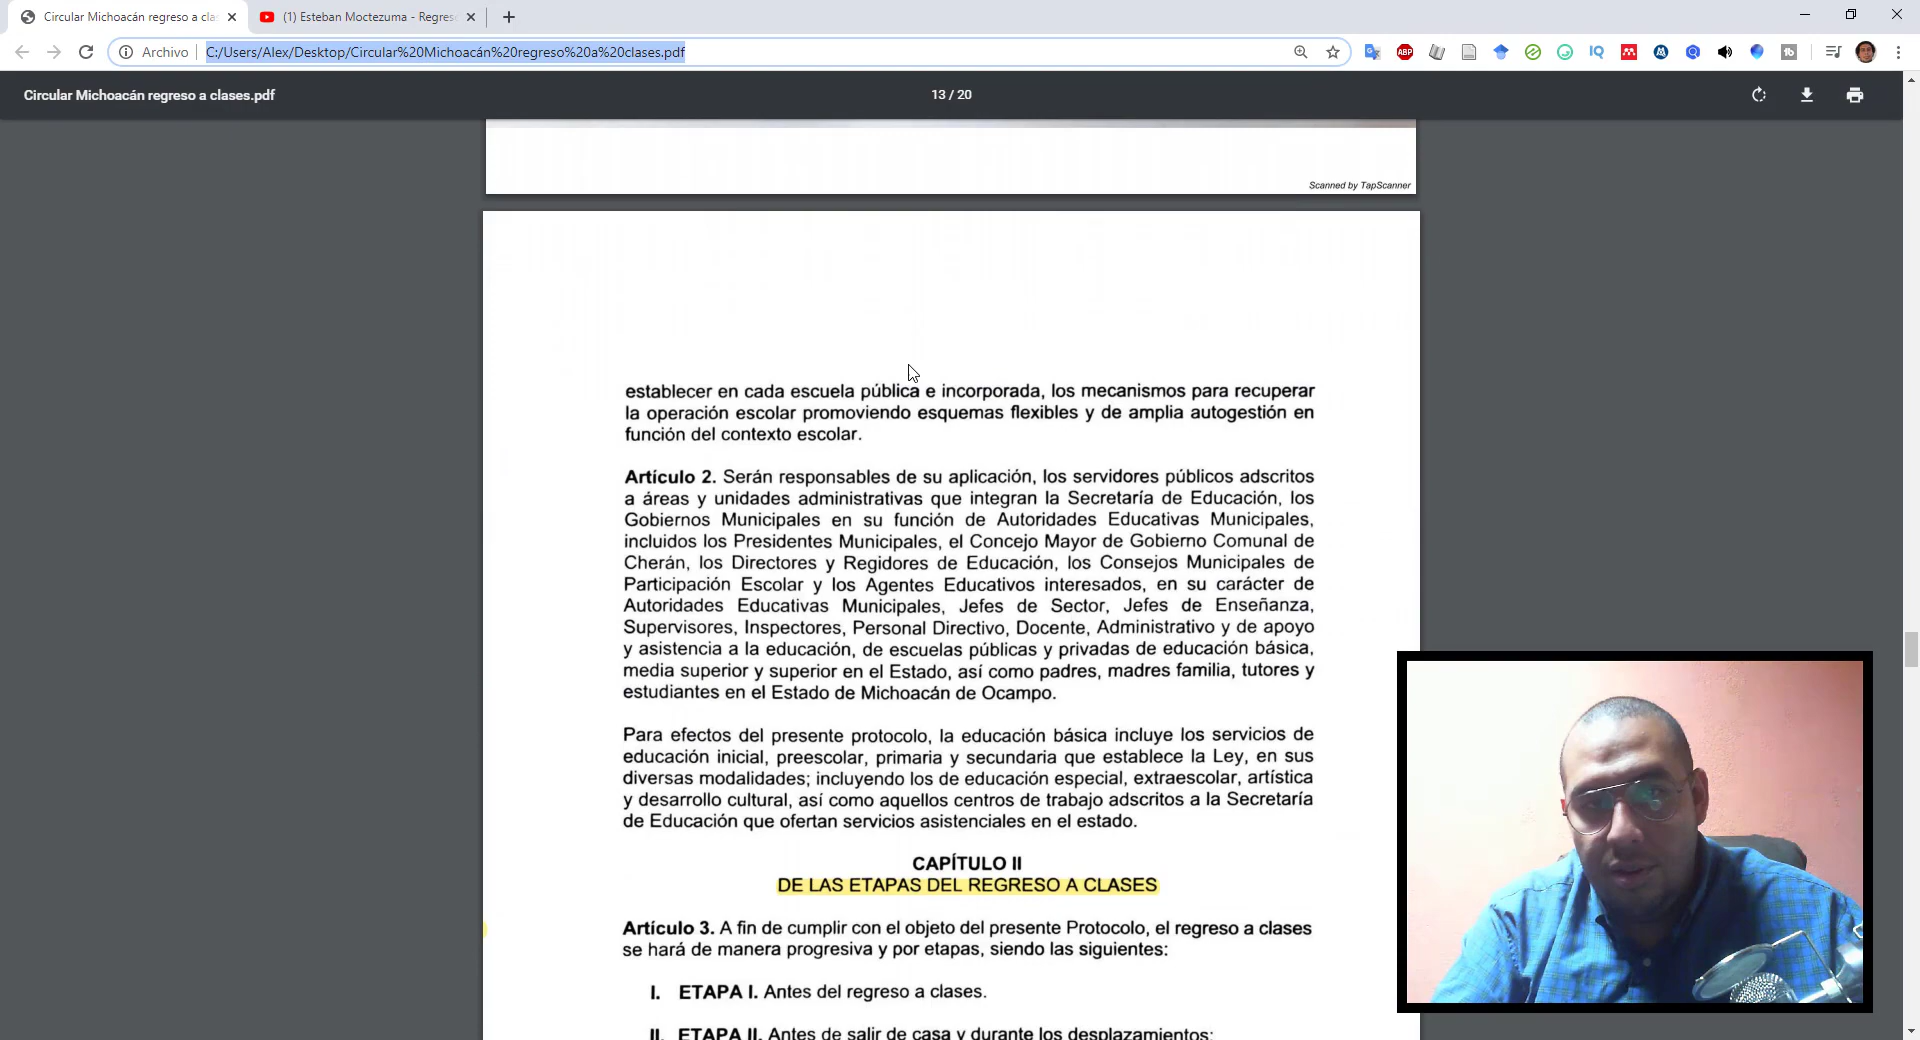 Circular Michoacán regreso a cla
(1) Esteban Moctezuma - Regres
Archivo
C:/Users/Alex/Desktop/Circular%20Michoacán%20regreso%20a%20clases.pdf
ABP
IQ
tb
Circular Michoacán regreso a clases.pdf
13 / 20
Scanned by TapScanner
establecer en cada escuela pública e incorporada, los mecanismos para recuperar
la operación escolar promoviendo esquemas flexibles y de amplia autogestión en
función del contexto escolar.
Artículo 2. Serán responsables de su aplicación, los servidores públicos adscritos
a áreas y unidades administrativas que integran la Secretaría de Educación, los
Gobiernos Municipales en su función de Autoridades Educativas Municipales,
incluidos los Presidentes Municipales, el Concejo Mayor de Gobierno Comunal de
Cherán, los Directores y Regidores de Educación, los Consejos Municipales de
Participación Escolar y los Agentes Educativos interesados, en su carácter de
Autoridades Educativas Municipales, Jefes de Sector, Jefes de Enseñanza,
Supervisores, Inspectores, Personal Directivo, Docente, Administrativo y de apoyo
y asistencia a la educación, de escuelas públicas y privadas de educación básica,
media superior y superior en el Estado, así como padres, madres familia, tutores y
estudiantes en el Estado de Michoacán de Ocampo.
Para efectos del presente protocolo, la educación básica incluye los servicios de
educación inicial, preescolar, primaria y secundaria que establece la Ley, en sus
diversas modalidades; incluyendo los de educación especial, extraescolar, artística
y desarrollo cultural, así como aquellos centros de trabajo adscritos a la Secretaría
de Educación que ofertan servicios asistenciales en el estado.
CAPÍTULO II
DE LAS ETAPAS DEL REGRESO A CLASES
Artículo 3. A fin de cumplir con el objeto del presente Protocolo, el regreso a clases
se hará de manera progresiva y por etapas, siendo las siguientes:
I. ETAPA I. Antes del regreso a clases.
II. ETAPA II. Antes de salir de casa y durante los desplazamientos;